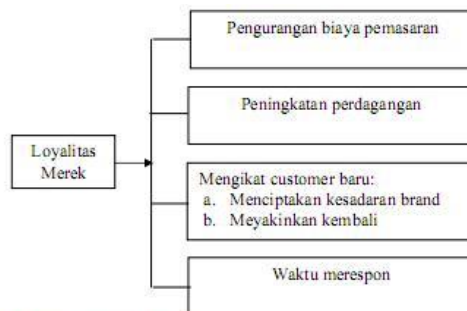 Pengurangan biaya pemasaran
Peningkatan perdagangan
Loyalitas
Merek
Mengikat customer baru:
a. Menciptakan kesadaran brand
b. Meyakinkan kembali
Waktu merespon